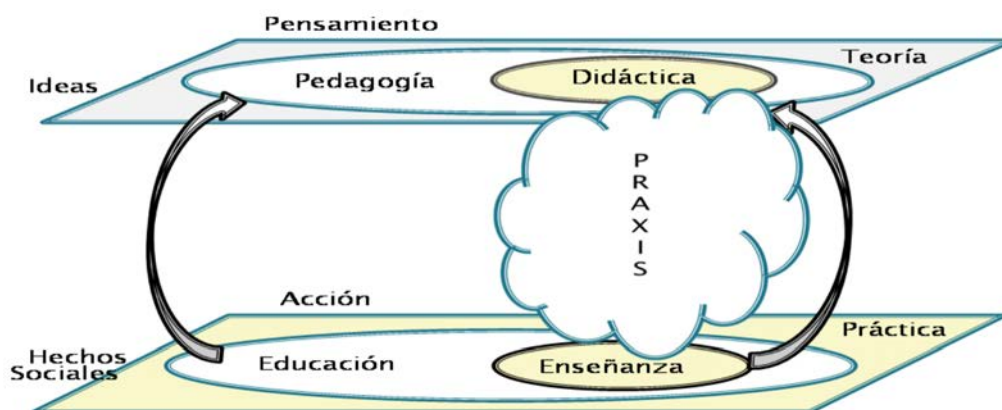 Pensamiento
Teoría
Ideas
Pedagogía
Didáctica
P
R
A
X
I
S
Acción
Práctica
Hechos
Sociales
Educación
Enseñanza